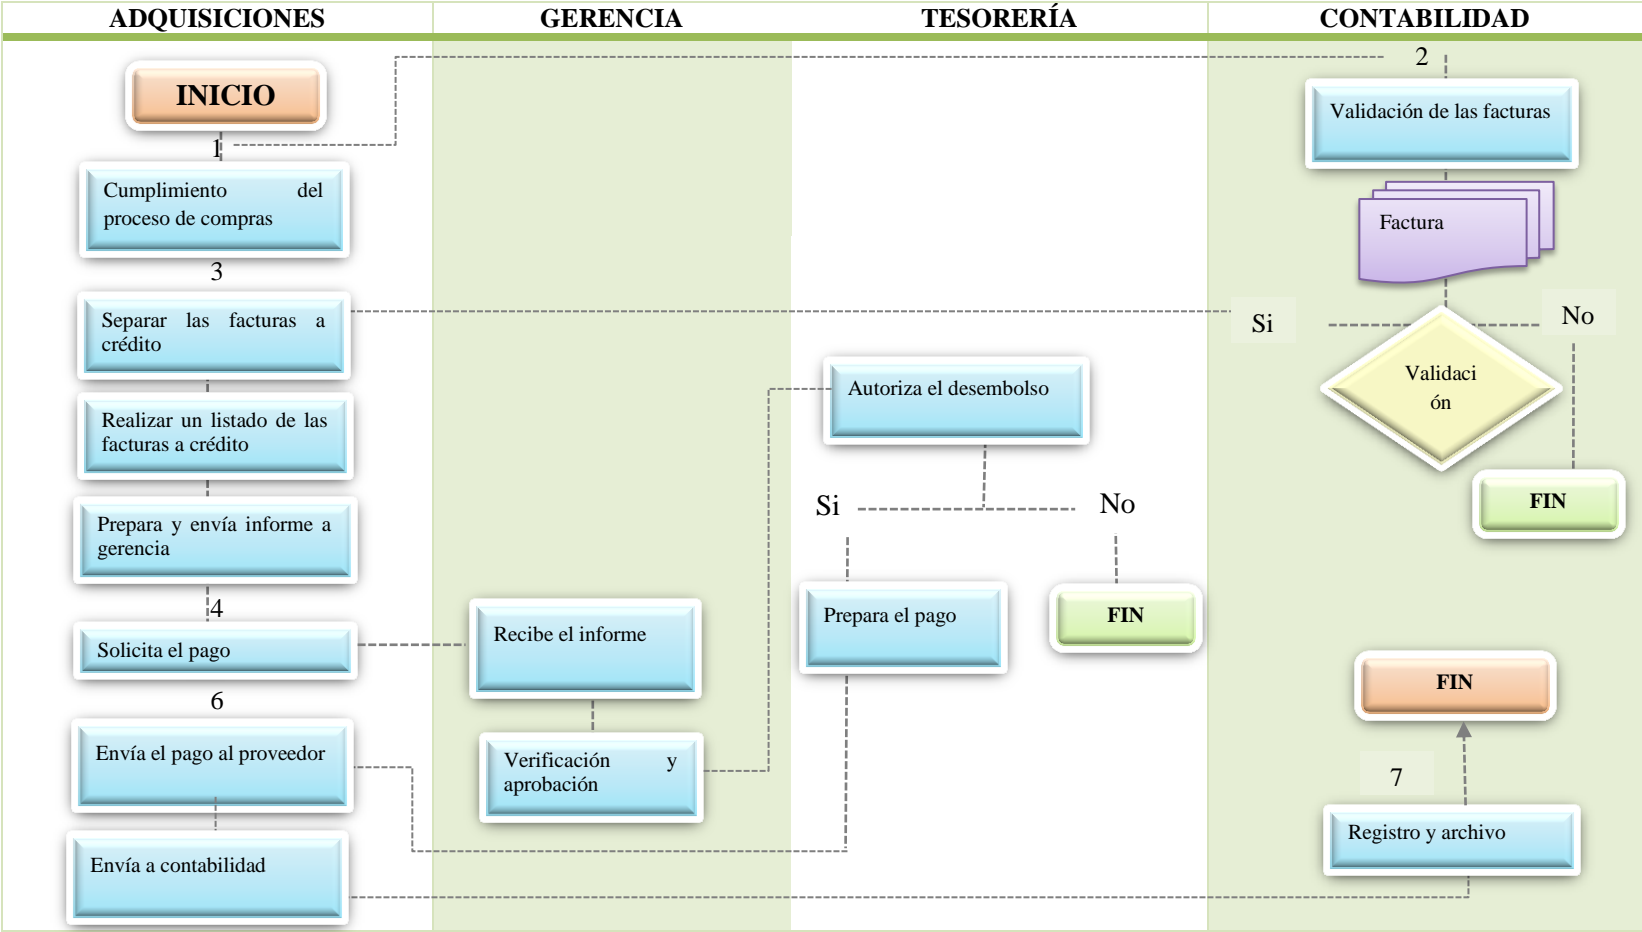 ADQUISICIONES
GERENCIA
TESORERÍA
CONTABILIDAD
INICIO
1
Cumplimiento del
proceso de compras
3
Separar las facturas a
crédito
Realizar un listado de las
facturas a crédito
Prepara y envía informe a
gerencia
4
Solicita el pago
6
Envía el pago al proveedor
Envía a contabilidad
Recibe el informe
Verificación y
aprobación
Autoriza el desembolso
Si
No
Prepara el pago
FIN
2
Validación de las facturas
Factura
Si
No
Validaci
ón
FIN
FIN
7
Registro y archivo